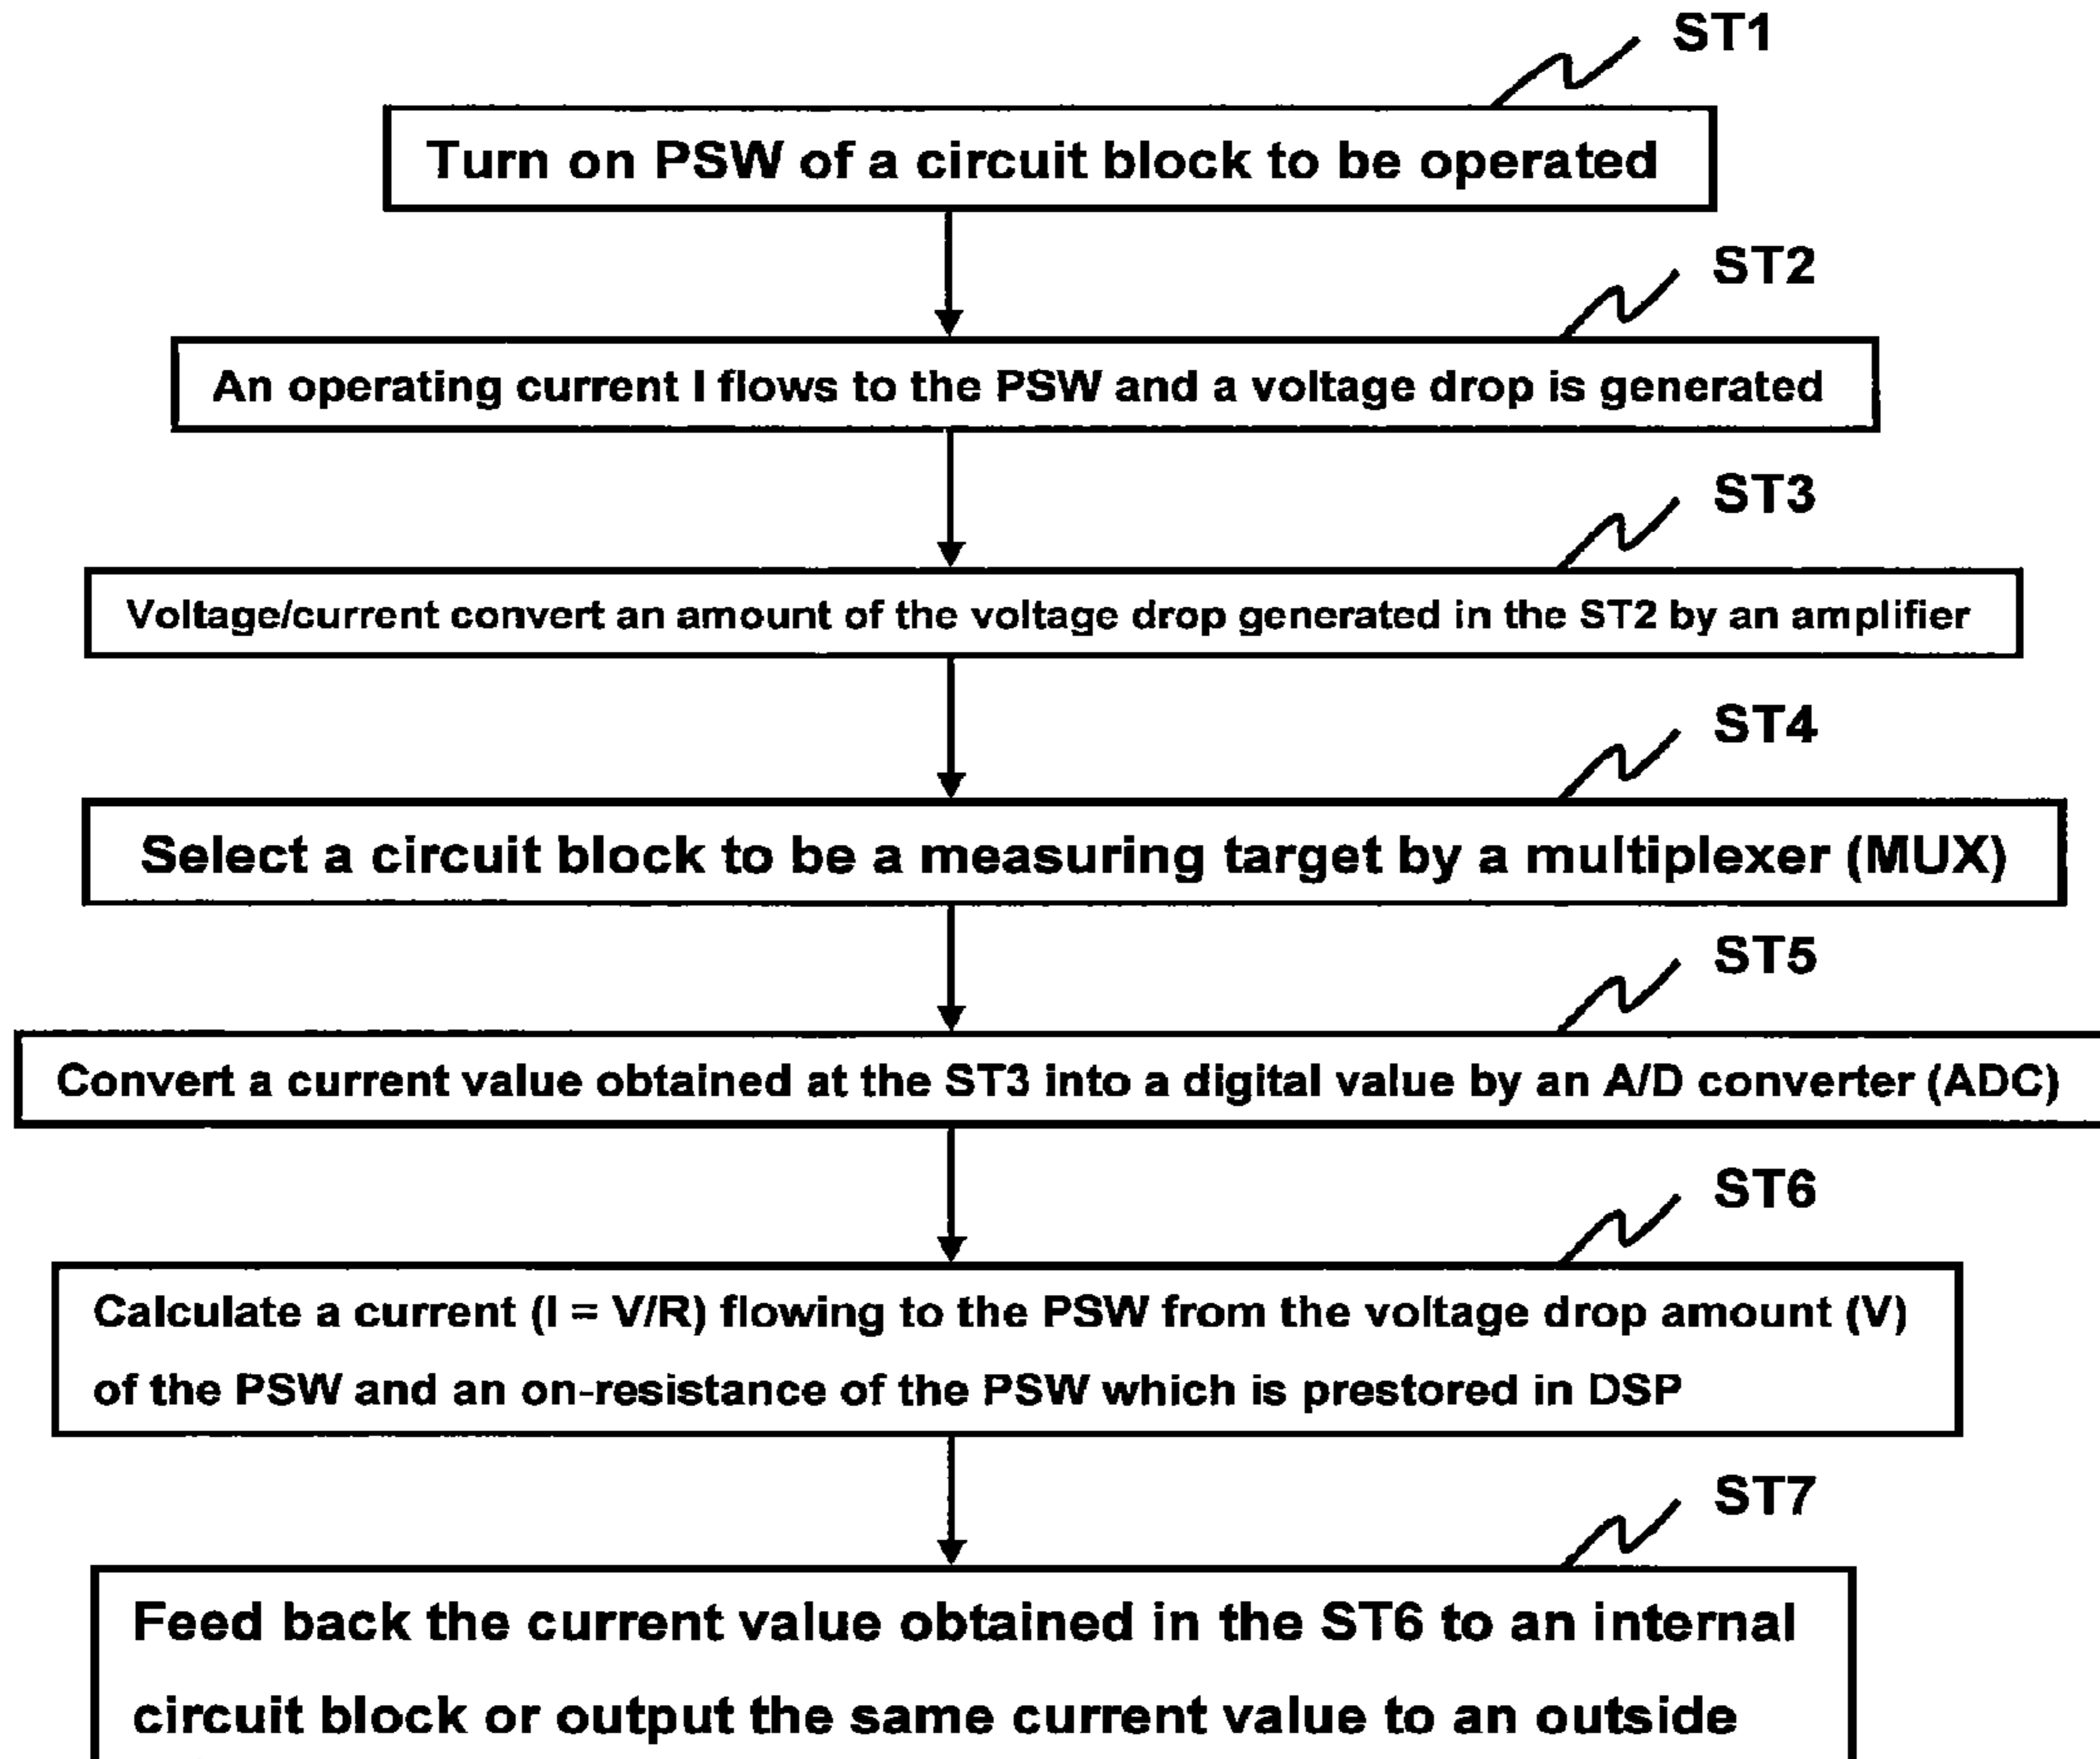 ST1
Turn on PSW of a circuit block to be operated
ST2
An operating current I flows to the PSW and a voltage drop is generated
ST3
Voltage/current convert an amount of the voltage drop generated in the ST2 by an amplifier
ST4
Select a circuit block to be a measuring target by a multiplexer (MUX)
ST5
Convert a current value obtained at the ST3 into a digital value by an A/D converter (ADC)
ST6
Calculate a current (I = V/R) flowing to the PSW from the voltage drop amount (V)
of the PSW and an on-resistance of the PSW which is prestored in DSP
ST7
Feed back the current value obtained in the ST6 to an internal
circuit block or output the same current value to an outside